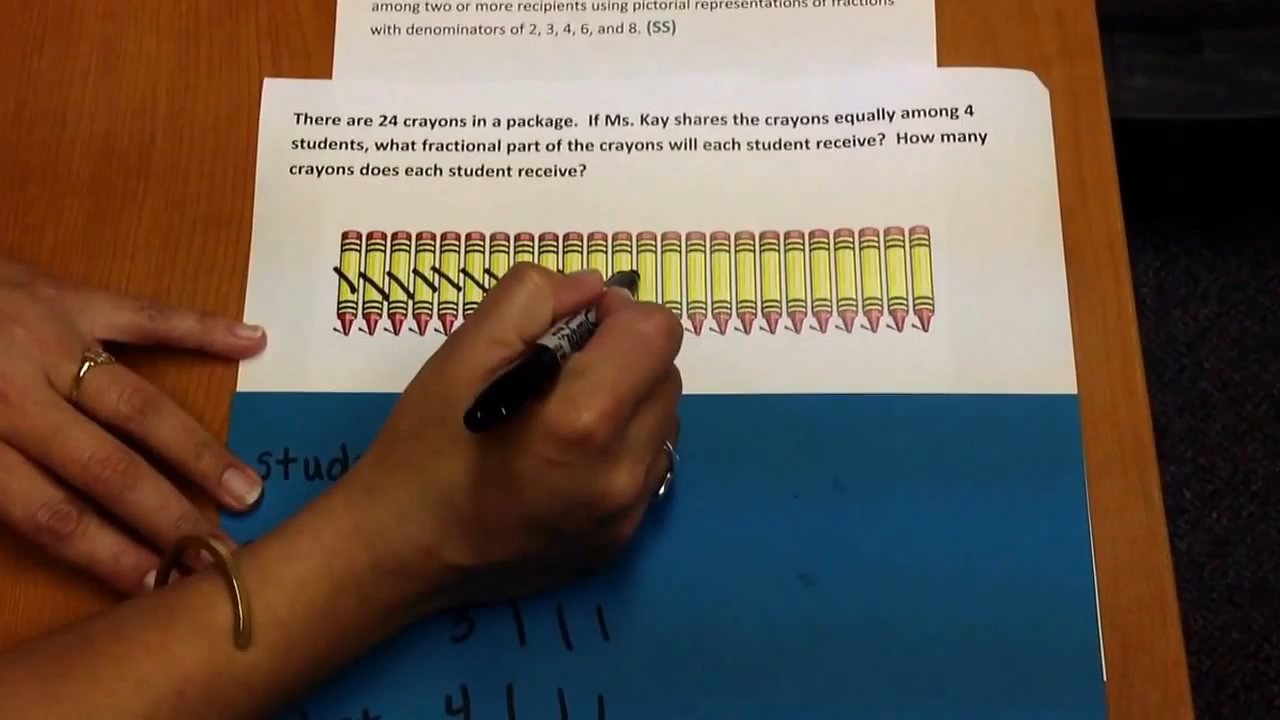 among two or more recipients using pictorial representations of fractions
with denominators of 2, 3, 4, 6, and 8. (SS)
There are 24 crayons in a package. If Ms. Kay shares the crayons equally among 4
students, what fractional part of the crayons will each student receive? How many
crayons does each student receive?
stud
3 | | |
4 | | |